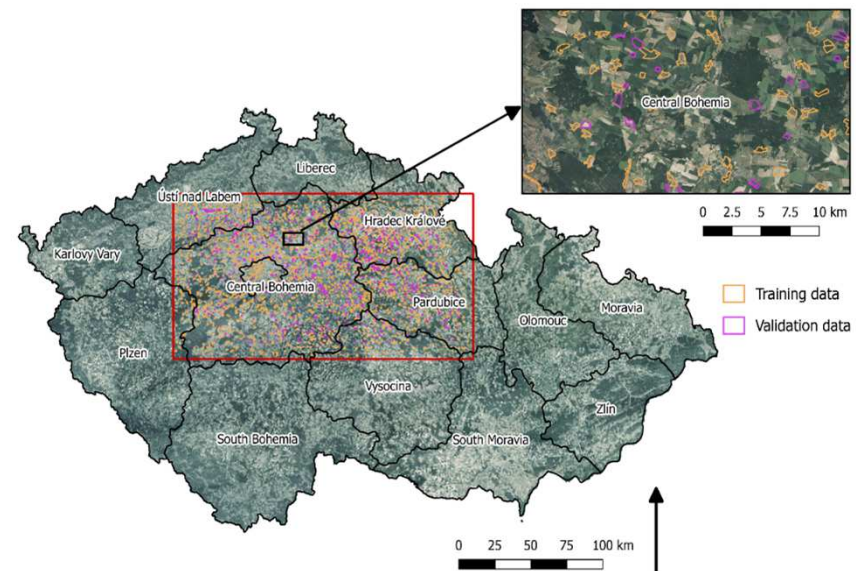 Central Bohemia
0 2.5 5 7.5 10 km
Liberec
Ústí nad Labem
Hradec Králové
Karlovy Vary
Central Bohemia
Pardubice
Training data
Validation data
Moravia
Olomouc
Plzen
Vysocina
Zlín
South Bohemia
South Moravia
0 25 50 75 100 km